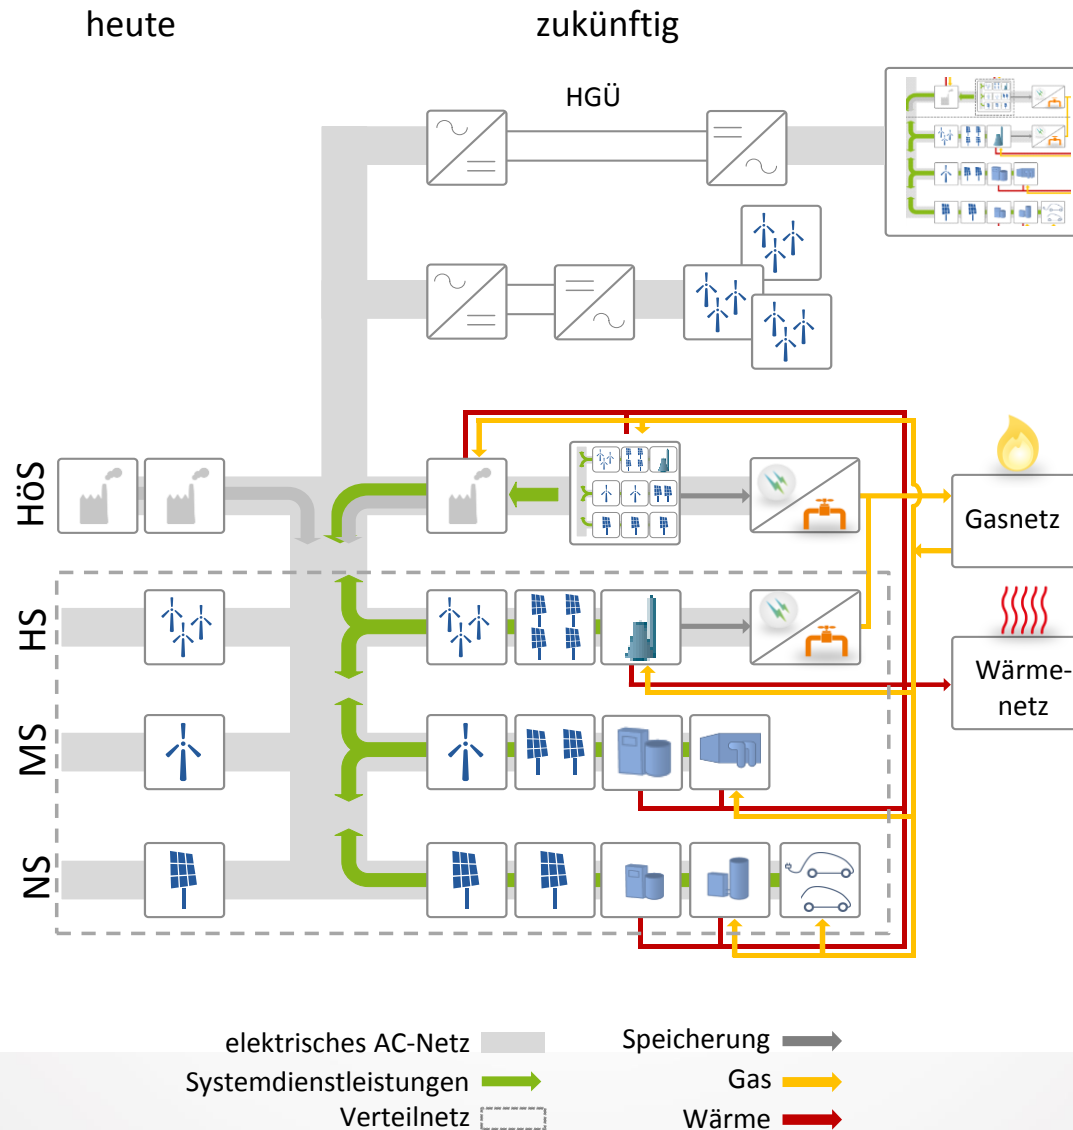 heute
zukünftig
HGÜ
HöS
Gasnetz
HS
Wärme-
netz
MS
NS
elektrisches AC-Netz
Speicherung
Systemdienstleistungen
Gas
Verteilnetz
Wärme